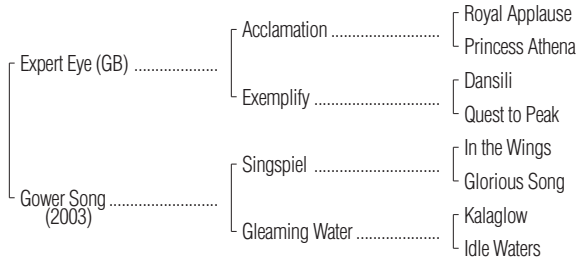 Royal Applause
Acclamation ...........................
Princess Athena
Expert Eye (GB) .....................
Dansili
Exemplify ..............................
Quest to Peak
In the Wings
Singspiel ...............................
Glorious Song
Gower Song ...........................
(2003)
Kalaglow
Gleaming Water ....................
Idle Waters